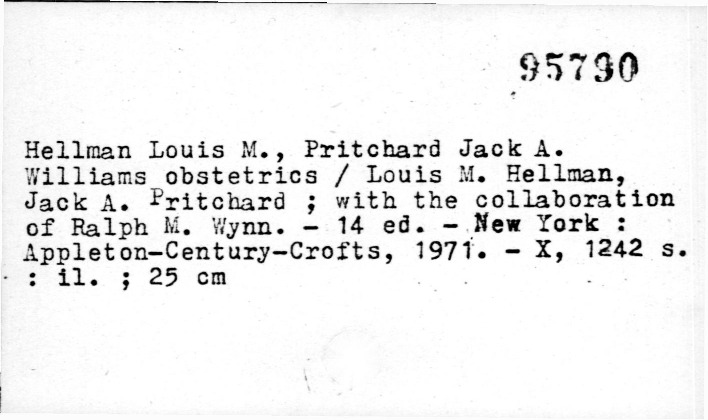 95790
Hellman Louis M., Pritchard Jack A.
Williams obstetrics / Louis M. Hellman,
Jack A. Pritchard ; with the collaboration
of Ralph M. Wynn. - 14 ed. - New York :
Appleton-Century-Crofts, 1971. - X, 1242 s.
: il. ; 25 cm